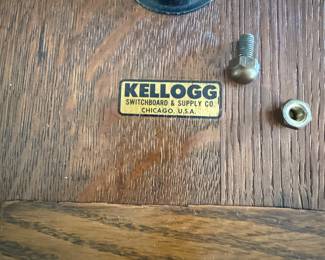 KELLOGG
SWITCHBOARD & SUPPLY CO.
CHICAGO, U.S.A.